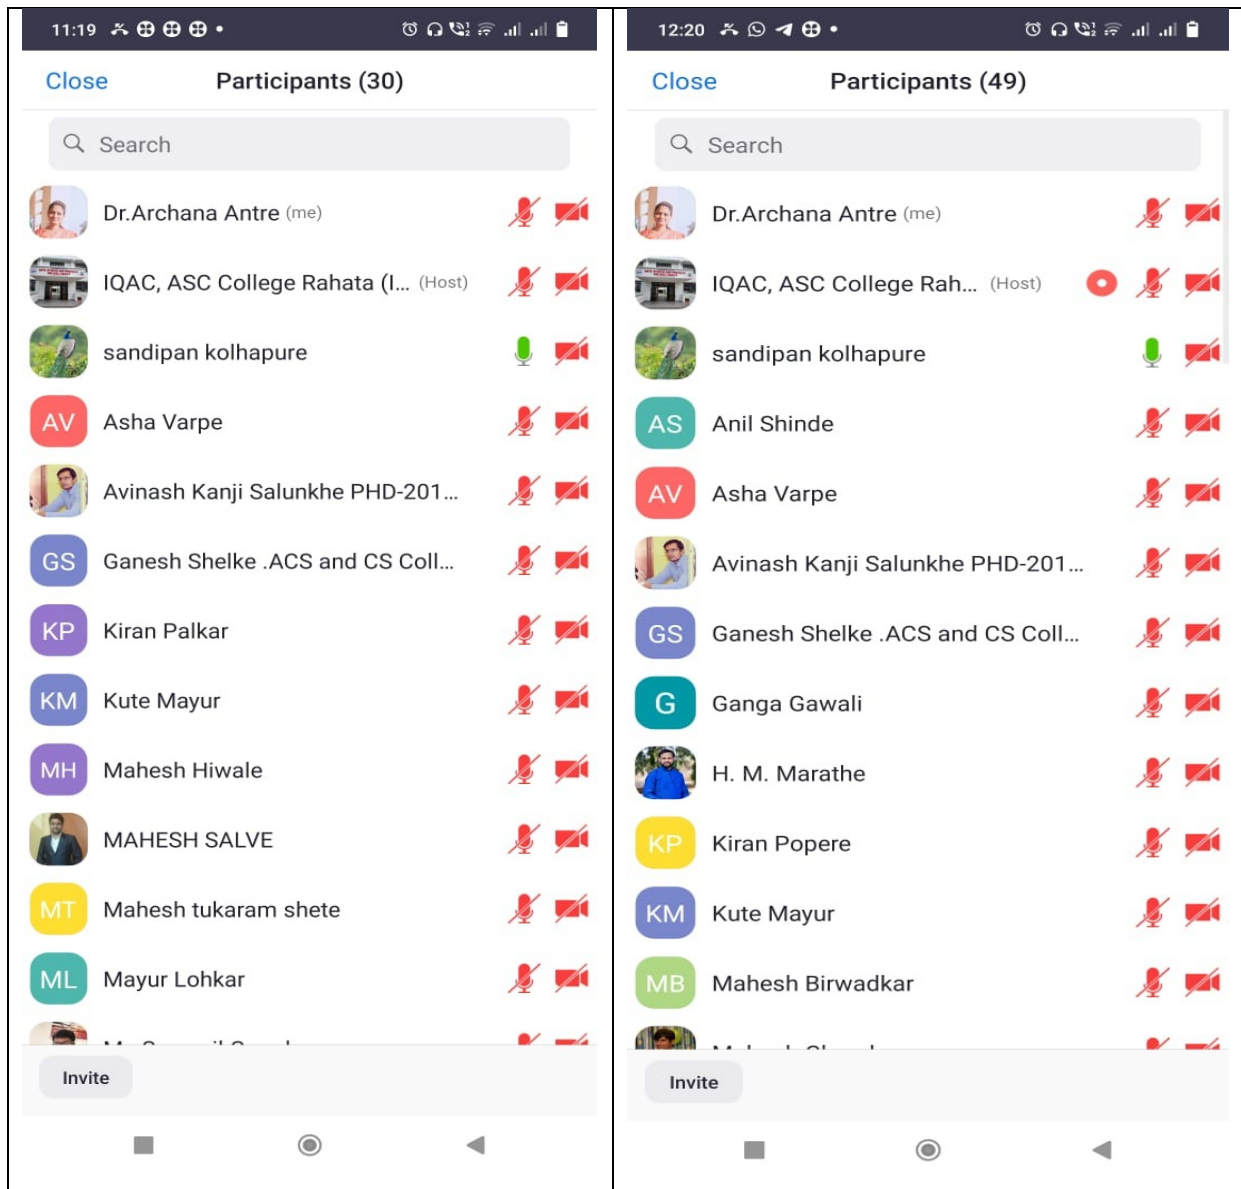 11:19
Close Participants (30)
Search
Dr.Archana Antre (me)
IQAC, ASC College Rahata (I... (Host)
sandipan kolhapure
AV Asha Varpe
Avinash Kanji Salunkhe PHD-201...
GS Ganesh Shelke .ACS and CS Coll...
KP Kiran Palkar
KM Kute Mayur
MH Mahesh Hiwale
MAHESH SALVE
MT Mahesh tukaram shete
ML Mayur Lohkar
Invite
12:20
Close Participants (49)
Search
Dr.Archana Antre (me)
IQAC, ASC College Rah... (Host)
sandipan kolhapure
AS Anil Shinde
AV Asha Varpe
Avinash Kanji Salunkhe PHD-201...
GS Ganesh Shelke .ACS and CS Coll...
G Ganga Gawali
H. M. Marathe
KP Kiran Popere
KM Kute Mayur
MB Mahesh Birwadkar
Invite